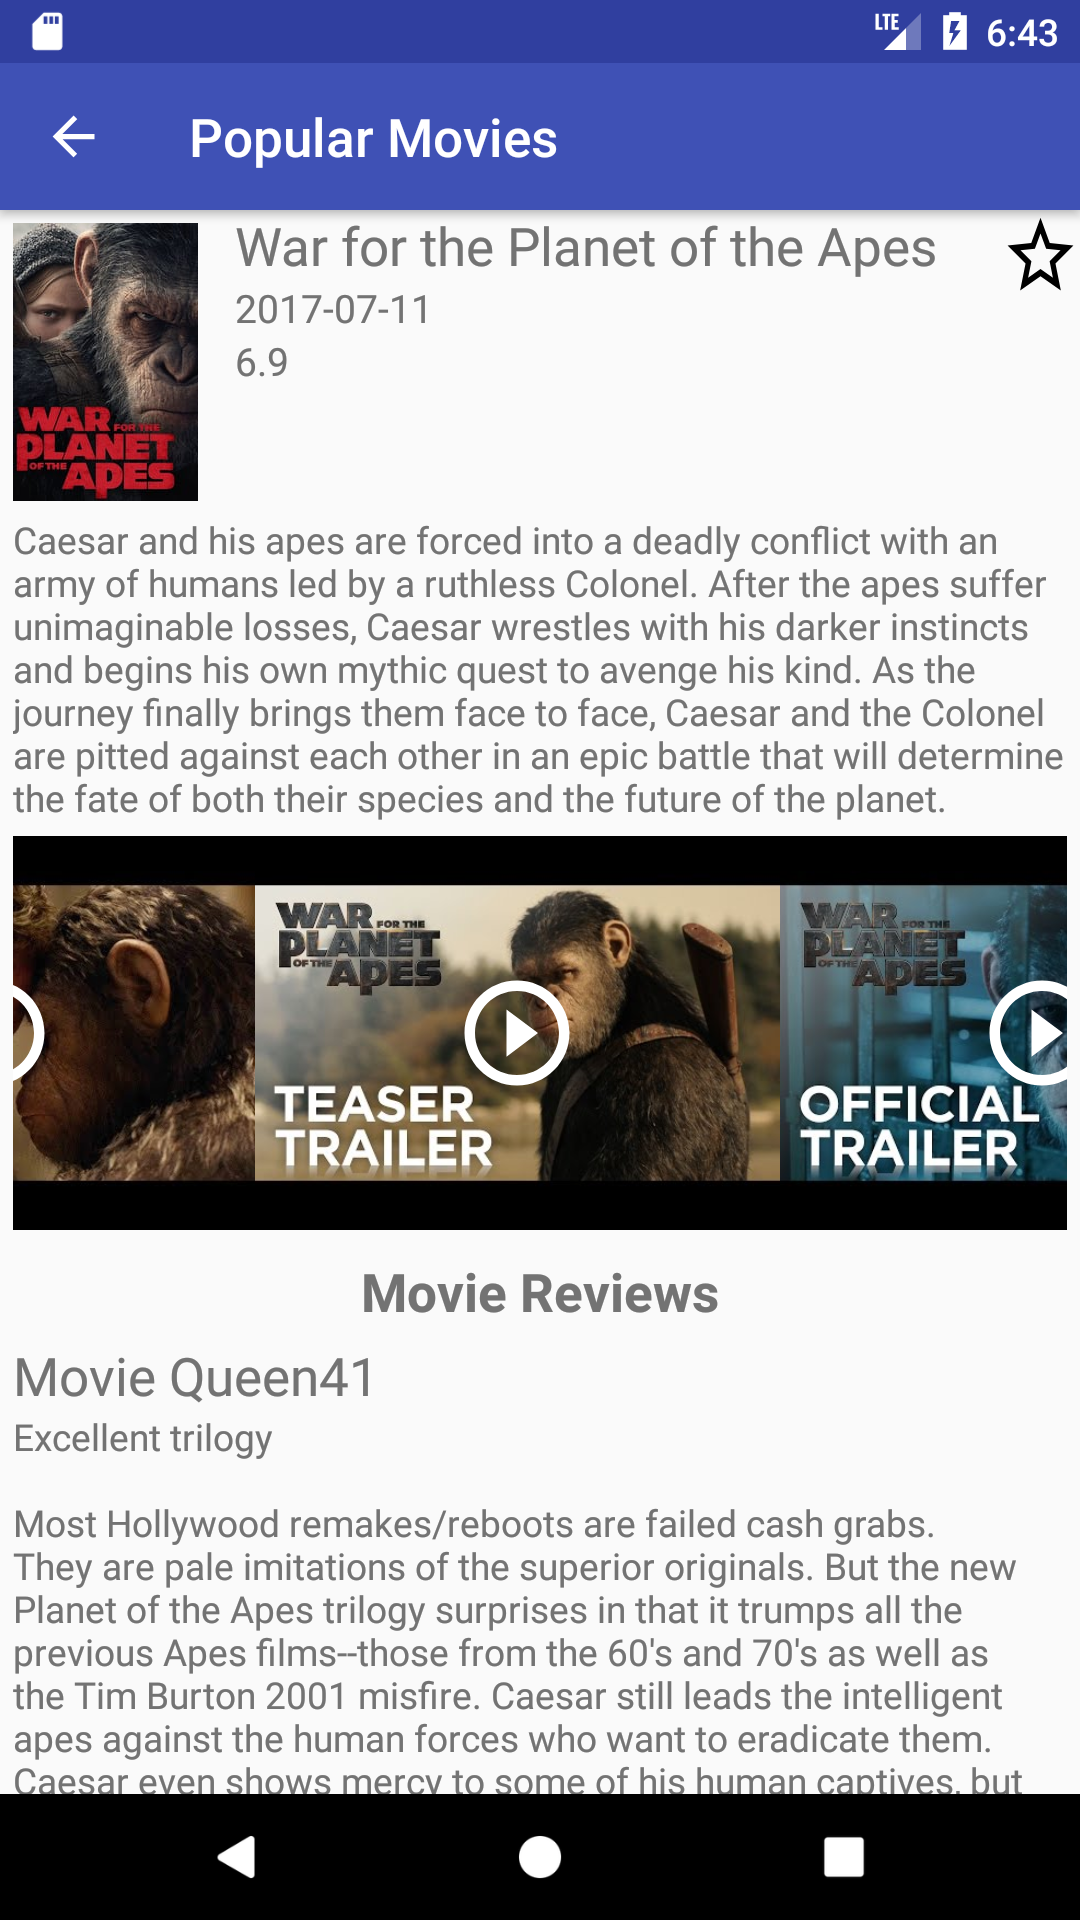 LTE 6:43
Popular Movies
War for the Planet of the Apes
2017-07-11
6.9
WAR FOR THE
PLANET
OF THE APES
Caesar and his apes are forced into a deadly conflict with an
army of humans led by a ruthless Colonel. After the apes suffer
unimaginable losses, Caesar wrestles with his darker instincts
and begins his own mythic quest to avenge his kind. As the
journey finally brings them face to face, Caesar and the Colonel
are pitted against each other in an epic battle that will determine
the fate of both their species and the future of the planet.
WAR FOR THE
PLANET
OF THE APES
TEASER
TRAILER
WAR FOR THE
PLANET
OF THE APES
OFFICIAL
TRAILER
Movie Reviews
Movie Queen41
Excellent trilogy
Most Hollywood remakes/reboots are failed cash grabs.
They are pale imitations of the superior originals. But the new
Planet of the Apes trilogy surprises in that it trumps all the
previous Apes films--those from the 60's and 70's as well as
the Tim Burton 2001 misfire. Caesar still leads the intelligent
apes against the human forces who want to eradicate them.
Caesar even shows mercy to some of his human captives, but